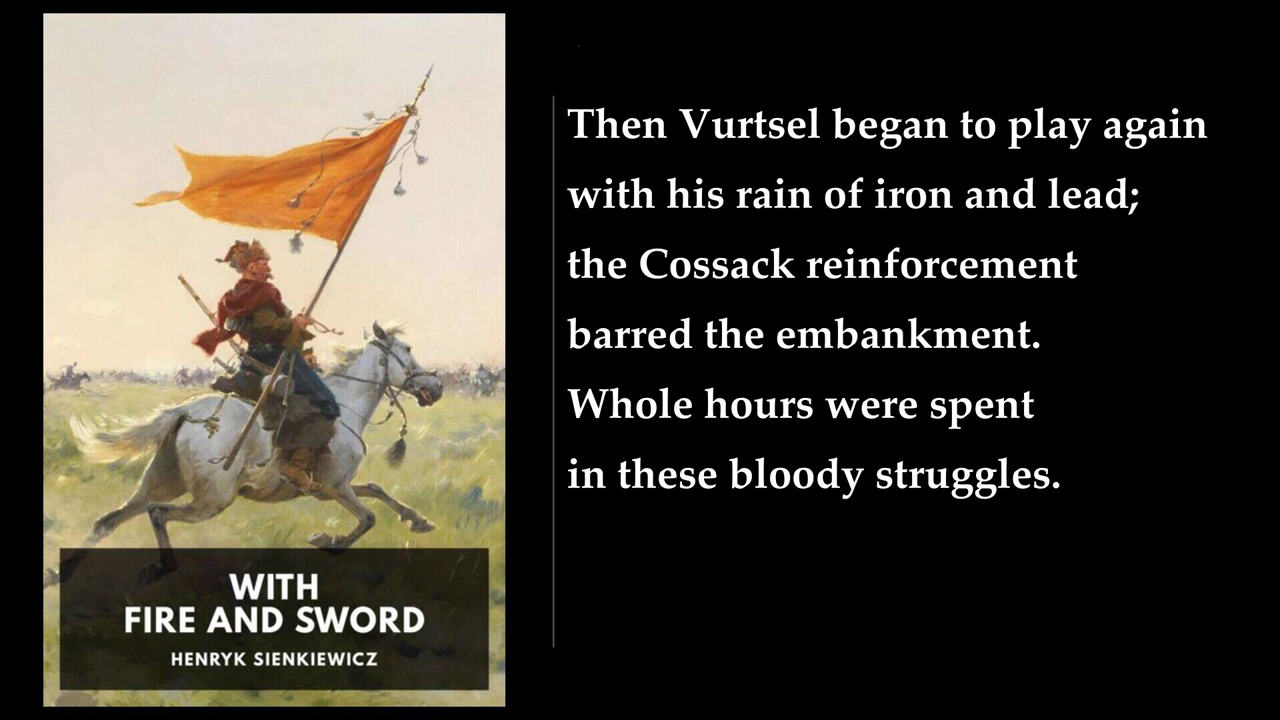 WITH
FIRE AND SWORD
HENRYK SIENKIEWICZ
Then Vurtsel began to play again
with his rain of iron and lead;
the Cossack reinforcement
barred the embankment.
Whole hours were spent
in these bloody struggles.